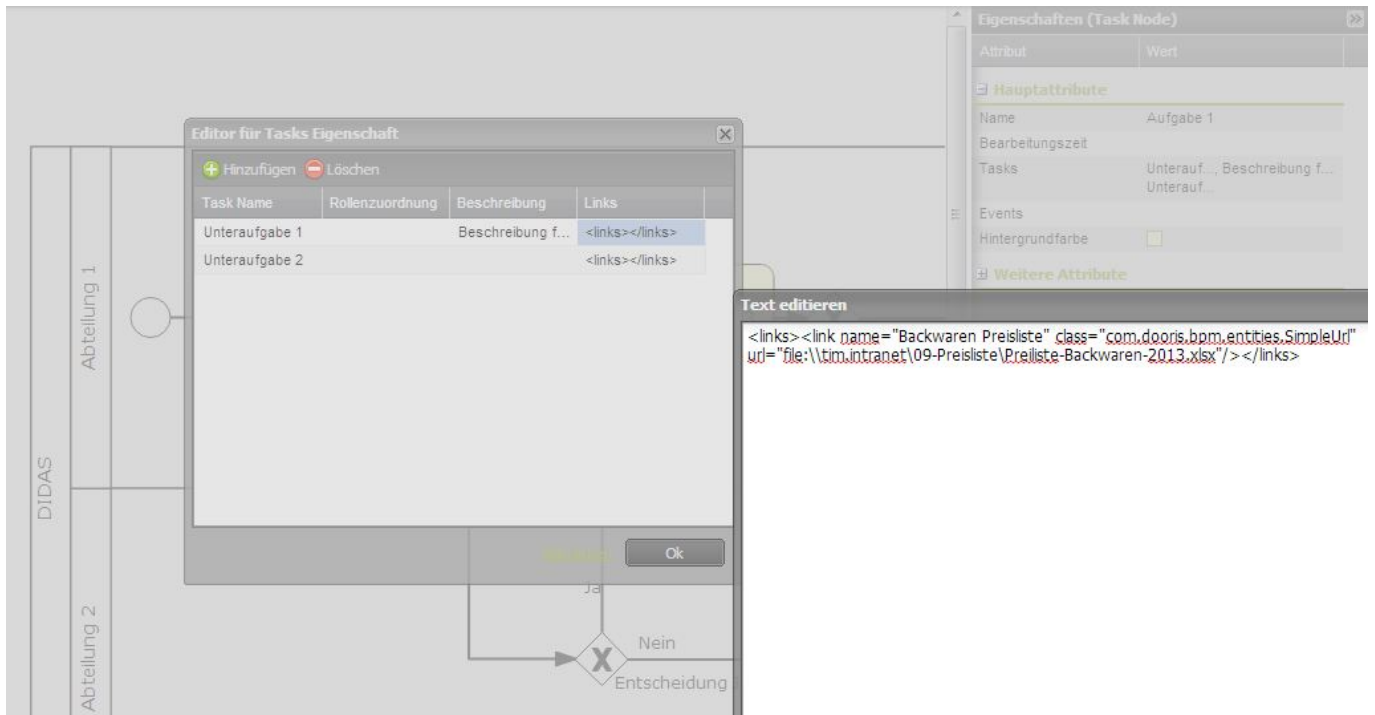 Eigenschaften (Task Node)
Attribut Wert
Hauptattribute
Name Aufgabe 1
Bearbeitungszeit
Tasks Unterauf..., Beschreibung f...
Unterauf...
Events
Hintergrundfarbe
Weitere Attribute
Editor für Tasks Eigenschaft
Hinzufügen Löschen
Task Name Rollenzuordnung Beschreibung Links
Unteraufgabe 1 Beschreibung f... <links></links>
Unteraufgabe 2 <links></links>
Ok
Text editieren
<links><link name="Backwaren Preisliste" class="com.dooris.bpm.entities.SimpleUrl"
url="file:\\tim.intranet\09-Preisliste\Preiliste-Backwaren-2013.xlsx"/></links>
DIDAS
Abteilung 1
Abteilung 2
Ja
Nein
X
Entscheidung